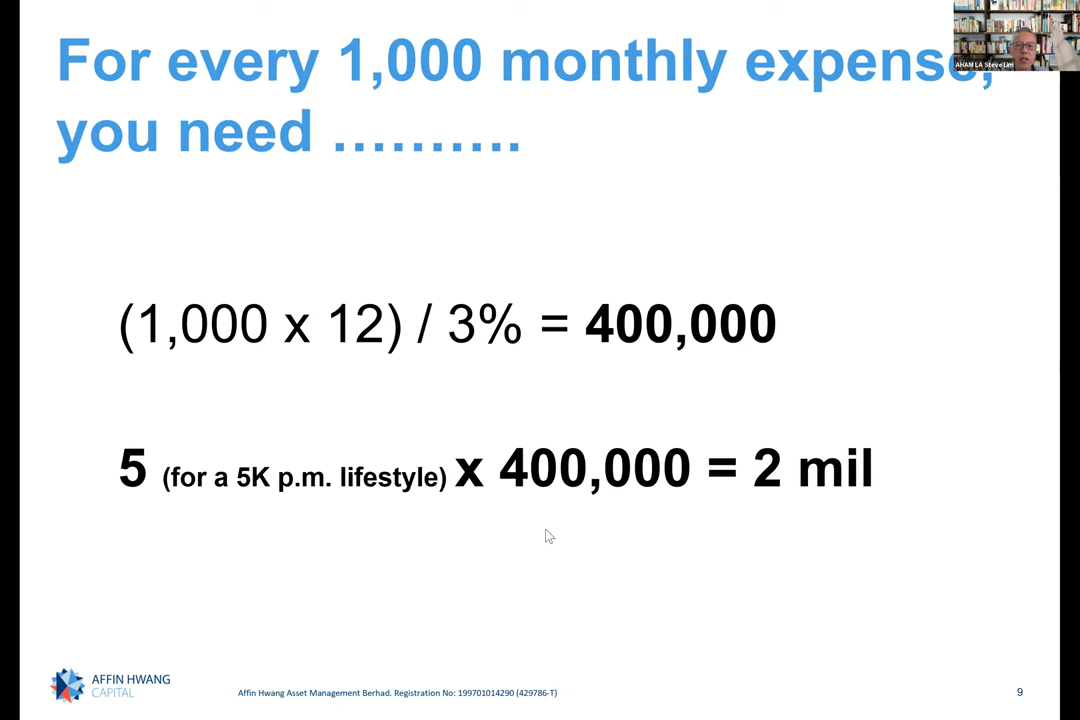 For every 1,000 monthly expense,
you need ……….
(1,000 x 12) / 3% = 400,000
5 (for a 5K p.m. lifestyle) x 400,000 = 2 mil
AHAM LA Steve Lim
AFFIN HWANG
CAPITAL
Affin Hwang Asset Management Berhad. Registration No: 199701014290 (429786-T)
9